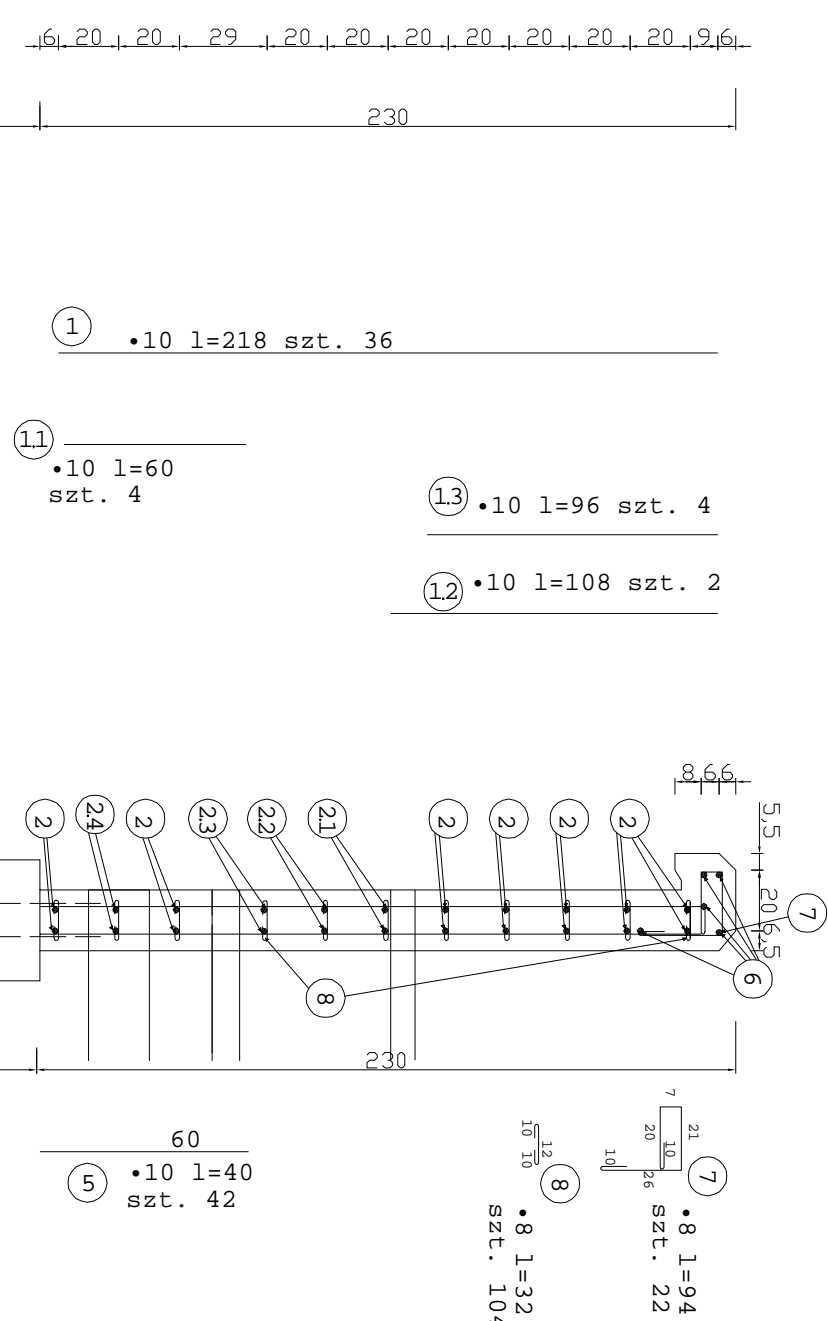 6 20 20 29 20 20 20 20 20 20 20 9 6
230
1
•10 l=218 szt. 36
1.1
•10 l=60
szt. 4
1.3 •10 l=96 szt. 4
1.2 •10 l=108 szt. 2
8 6 6
5,5
20
6,5
2 2.4 2 2.3 2.2 2.1 2 2 2 2
7
6
8
230
60
5 •10 l=40
szt. 42
10
12
10
8
•8 l=32
szt. 104
7
21
20
10
10
26
7
•8 l=94
szt. 22